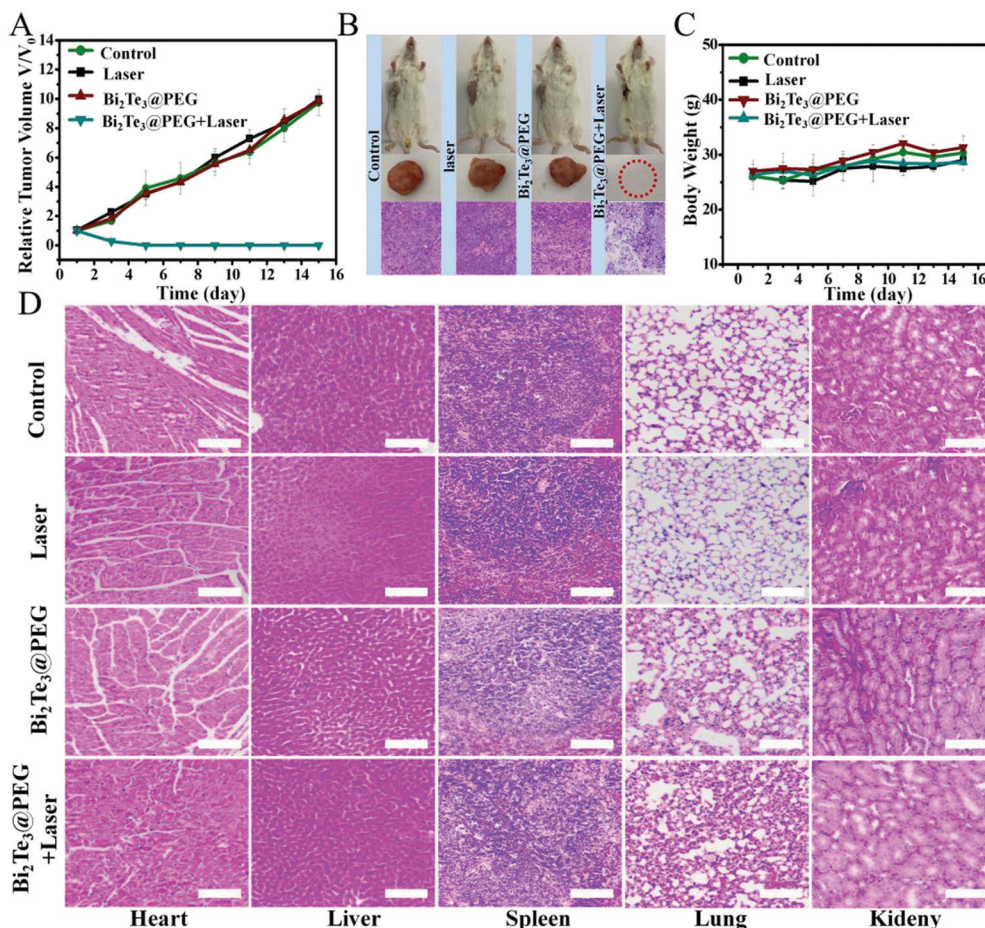 A
Relative Tumor Volume V/V₀
14
12
10
8
6
4
2
0
Control
Laser
Bi₂Te₃@PEG
Bi₂Te₃@PEG+Laser
0 2 4 6 8 10 12 14 16
Time (day)
B
Control
laser
Bi₂Te₃@PEG
Bi₂Te₃@PEG+Laser
C
Body Weight (g)
50
40
30
20
10
Control
Laser
Bi₂Te₃@PEG
Bi₂Te₃@PEG+Laser
0 2 4 6 8 10 12 14 16
Time (day)
D
Control
Laser
Bi₂Te₃@PEG
Bi₂Te₃@PEG
+Laser
Heart Liver Spleen Lung Kideny